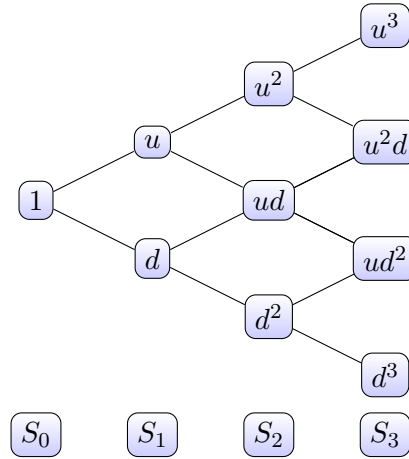 u³
u²
u
u²d
1
ud
d
ud²
d²
d³
S₀ S₁ S₂ S₃